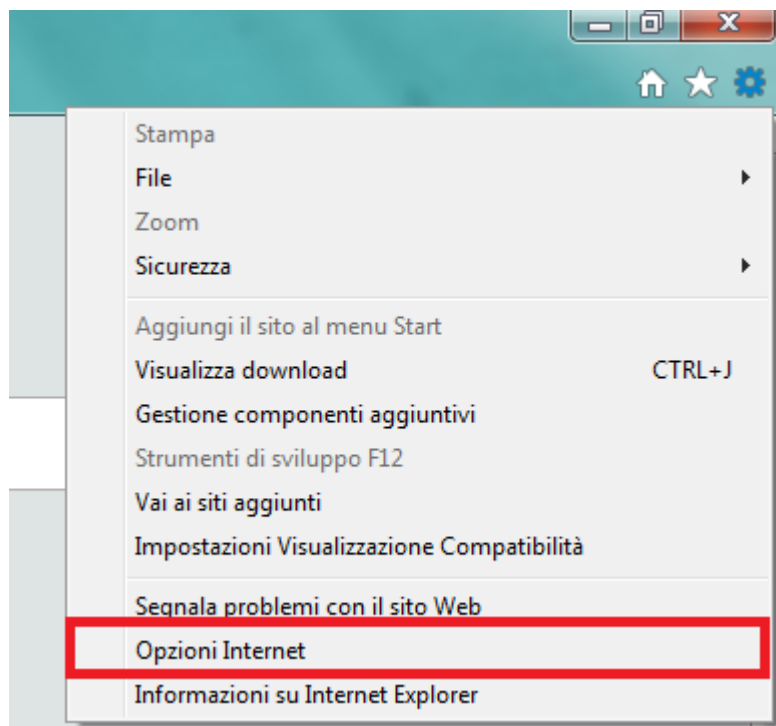 Stampa
File
Zoom
Sicurezza
Aggiungi il sito al menu Start
Visualizza download CTRL+J
Gestione componenti aggiuntivi
Strumenti di sviluppo F12
Vai ai siti aggiunti
Impostazioni Visualizzazione Compatibilità
Segnala problemi con il sito Web
Opzioni Internet
Informazioni su Internet Explorer